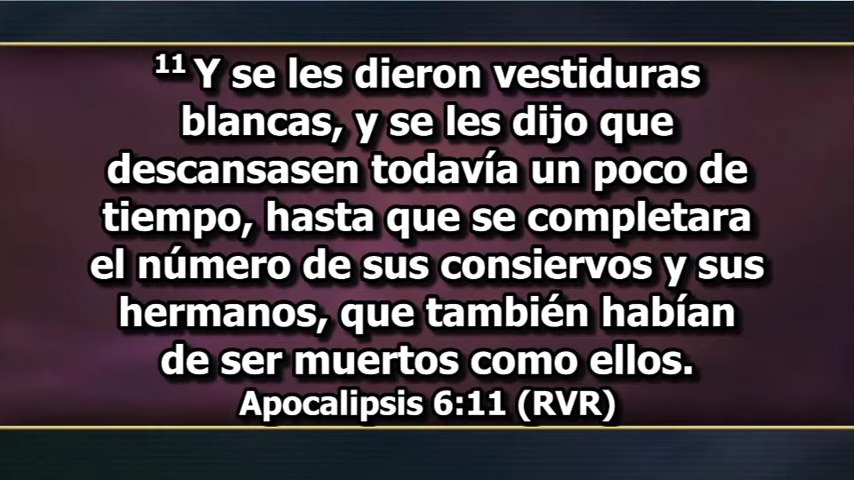 11 Y se les dieron vestiduras
blancas, y se les dijo que
descansasen todavía un poco de
tiempo, hasta que se completara
el número de sus consiervos y sus
hermanos, que también habían
de ser muertos como ellos.
Apocalipsis 6:11 (RVR)